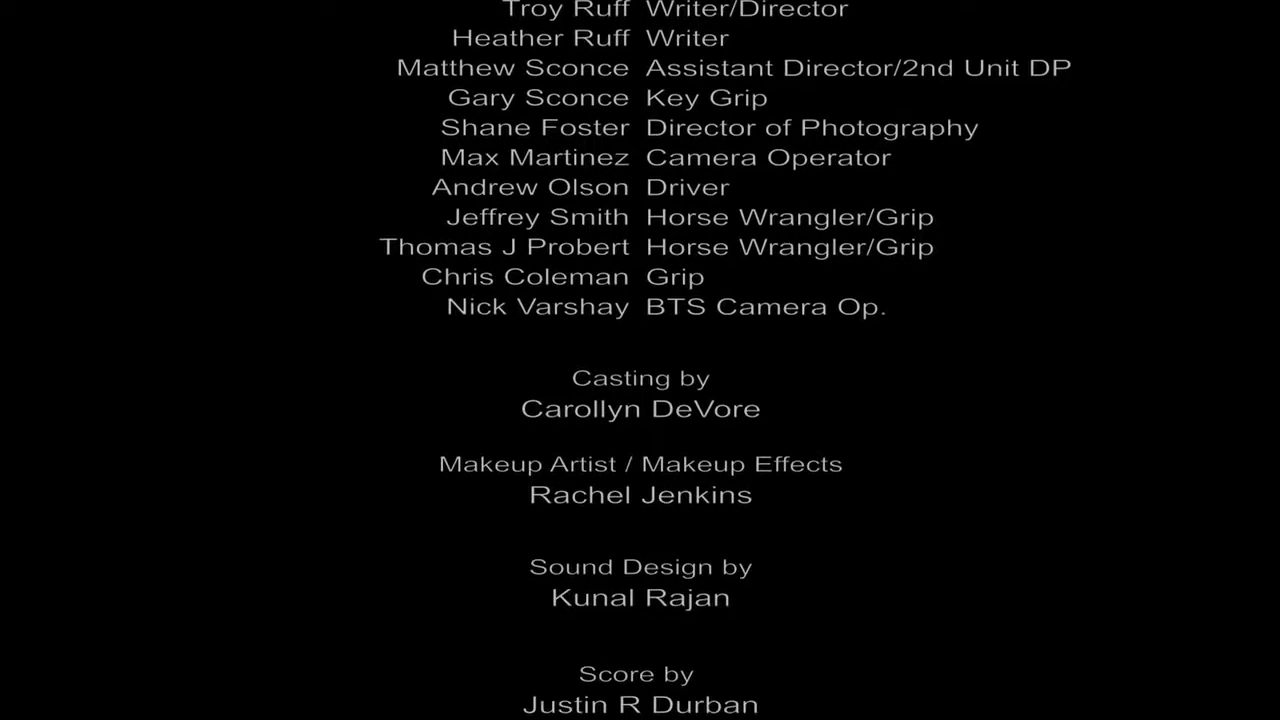 Troy Ruff Writer/Director
Heather Ruff Writer
Matthew Sconce Assistant Director/2nd Unit DP
Gary Sconce Key Grip
Shane Foster Director of Photography
Max Martinez Camera Operator
Andrew Olson Driver
Jeffrey Smith Horse Wrangler/Grip
Thomas J Probert Horse Wrangler/Grip
Chris Coleman Grip
Nick Varshay BTS Camera Op.
Casting by
Carollyn DeVore
Makeup Artist / Makeup Effects
Rachel Jenkins
Sound Design by
Kunal Rajan
Score by
Justin R Durban